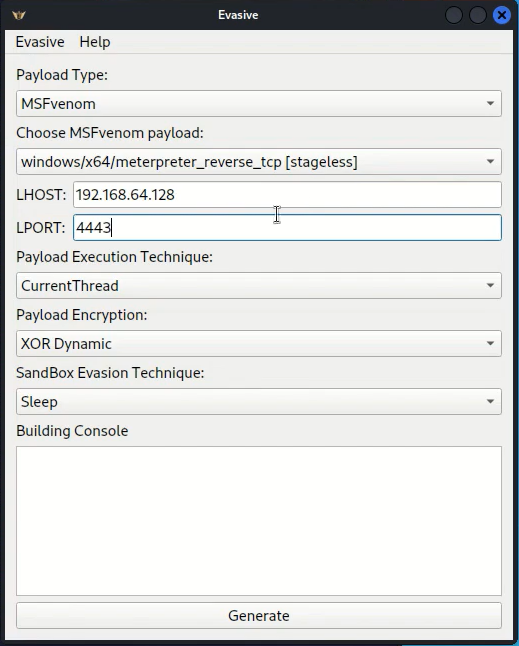 Evasive
Evasive Help
Payload Type:
MSFvenom
Choose MSFvenom payload:
windows/x64/meterpreter_reverse_tcp [stageless]
LHOST: 192.168.64.128
LPORT: 4443
Payload Execution Technique:
CurrentThread
Payload Encryption:
XOR Dynamic
SandBox Evasion Technique:
Sleep
Building Console
Generate